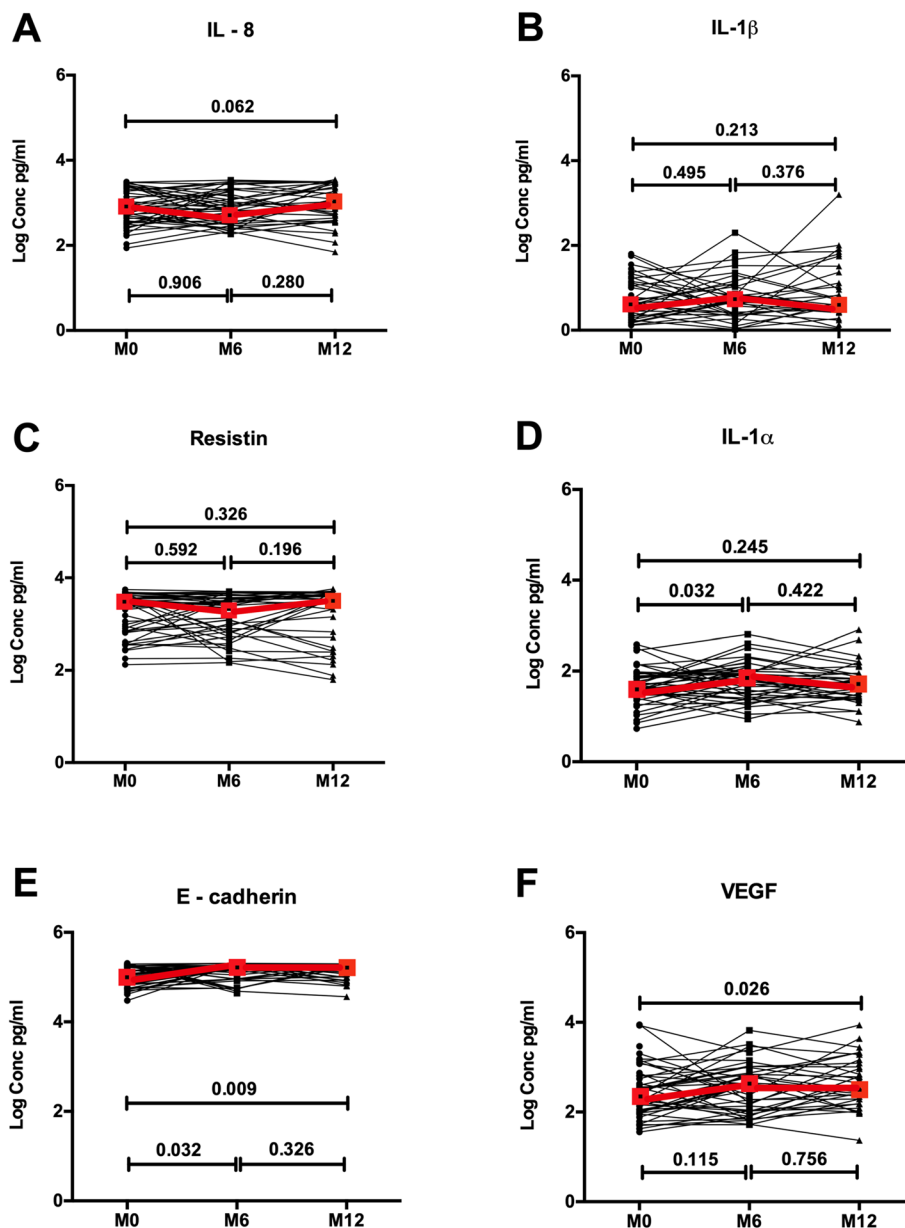 A
IL - 8
Log Conc pg/ml
6
4
2
0
0.062
0.906
0.280
M0
M6
M12
B
IL-1β
Log Conc pg/ml
6
4
2
0
0.213
0.495
0.376
M0
M6
M12
C
Resistin
Log Conc pg/ml
6
4
2
0
0.326
0.592
0.196
M0
M6
M12
D
IL-1α
Log Conc pg/ml
6
4
2
0
0.245
0.032
0.422
M0
M6
M12
E
E - cadherin
Log Conc pg/ml
6
4
2
0
0.009
0.032
0.326
M0
M6
M12
F
VEGF
Log Conc pg/ml
6
4
2
0
0.026
0.115
0.756
M0
M6
M12